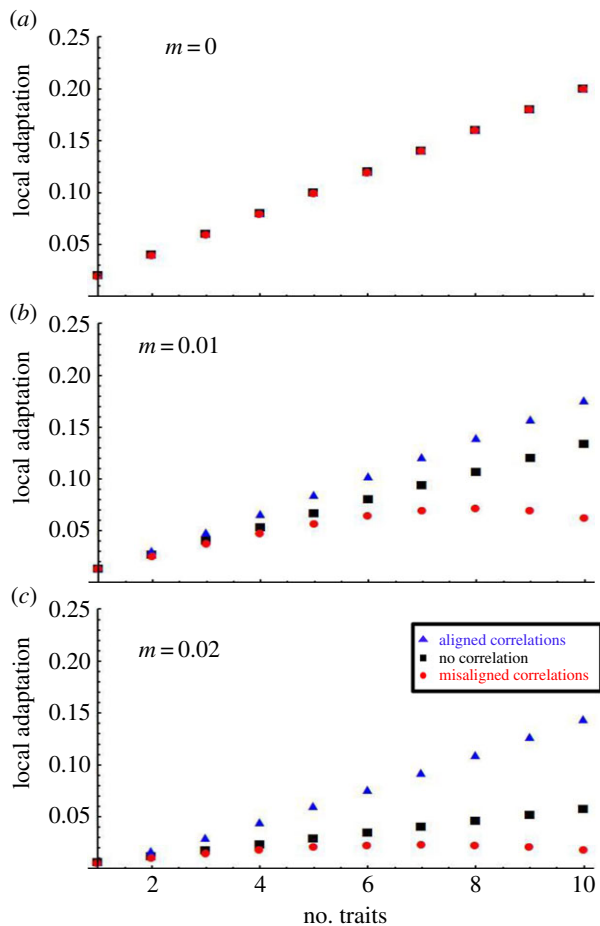 (a)
m = 0
0.25
0.20
0.15
0.10
0.05
local adaptation
(b)
m = 0.01
0.25
0.20
0.15
0.10
0.05
local adaptation
(c)
m = 0.02
0.25
0.20
0.15
0.10
0.05
local adaptation
aligned correlations
no correlation
misaligned correlations
2 4 6 8 10
no. traits